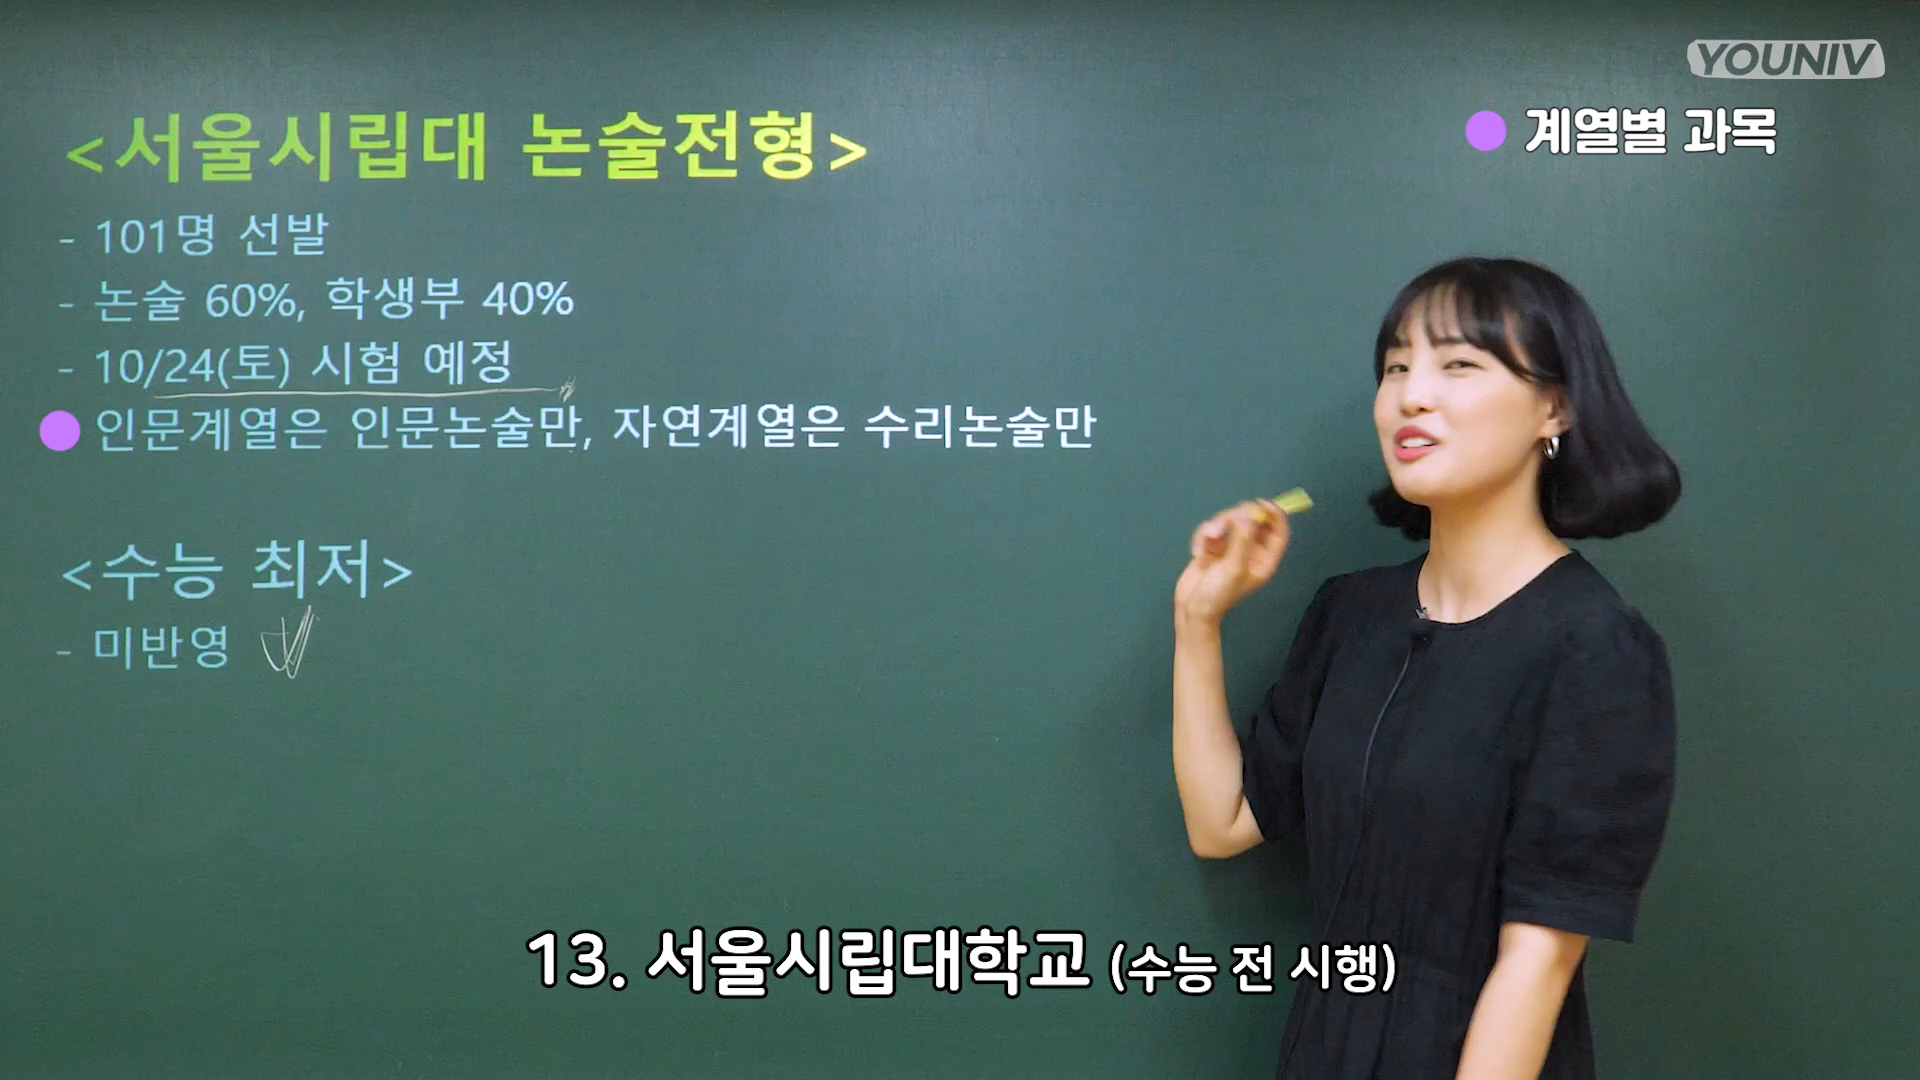 YOUNIV
<서울시립대 논술전형>
● 계열별 과목
- 101명 선발
- 논술 60%, 학생부 40%
- 10/24(토) 시험 예정
● 인문계열은 인문논술만, 자연계열은 수리논술만
<수능 최저>
- 미반영
13. 서울시립대학교 (수능 전 시행)